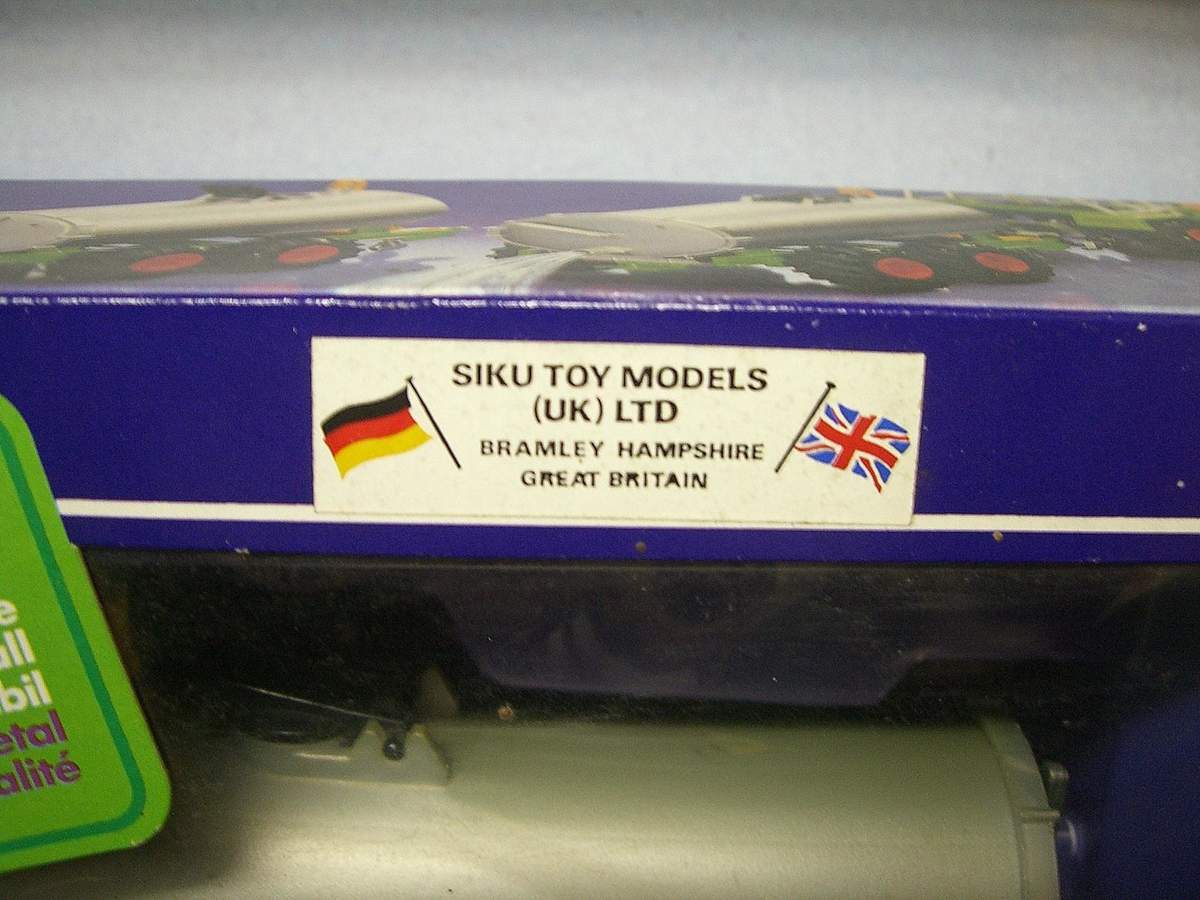 SIKU TOY MODELS
(UK) LTD
BRAMLEY HAMPSHIRE
GREAT BRITAIN